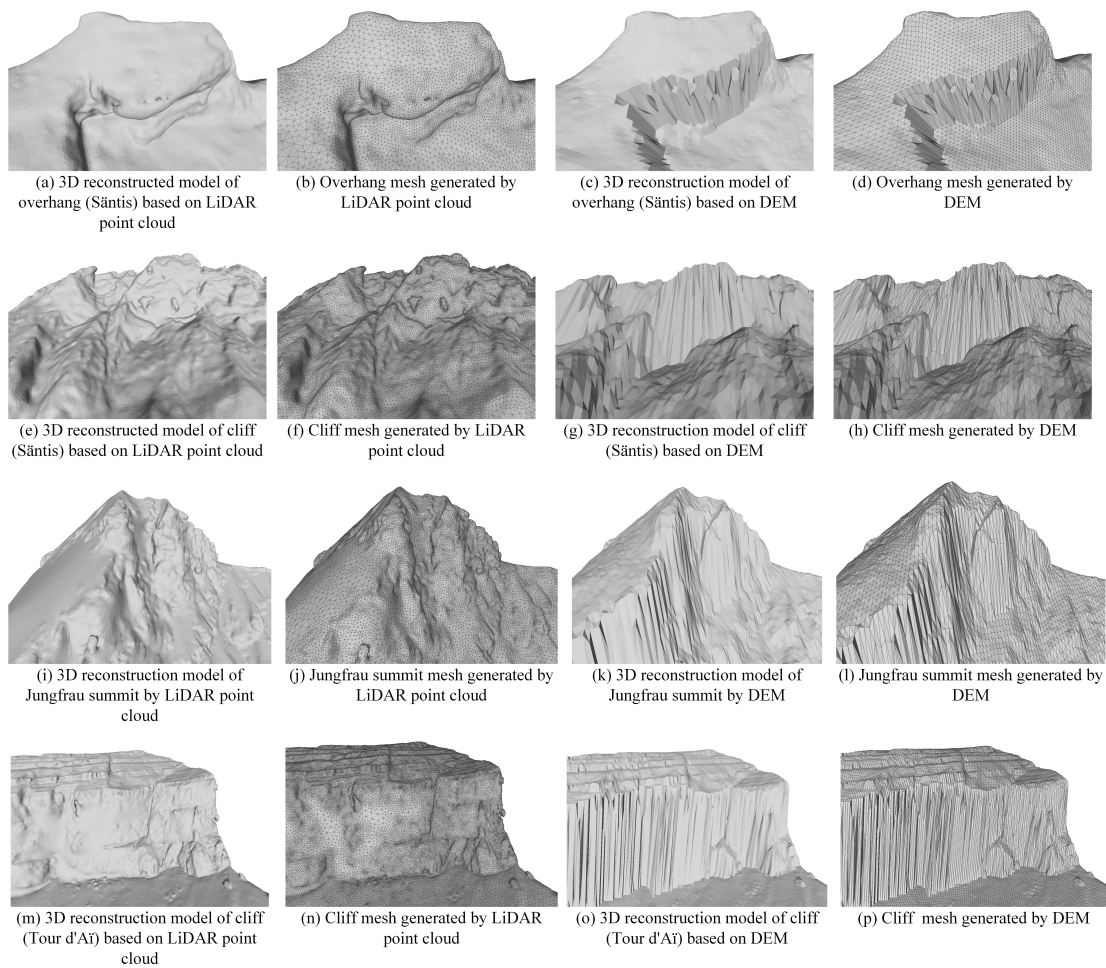 (a) 3D reconstructed model of
overhang (Säntis) based on LiDAR
point cloud
(b) Overhang mesh generated by
LiDAR point cloud
(c) 3D reconstruction model of
overhang (Säntis) based on DEM
(d) Overhang mesh generated by
DEM
(e) 3D reconstructed model of cliff
(Säntis) based on LiDAR point cloud
(f) Cliff mesh generated by LiDAR
point cloud
(g) 3D reconstruction model of cliff
(Säntis) based on DEM
(h) Cliff mesh generated by DEM
(i) 3D reconstruction model of
Jungfrau summit by LiDAR point
cloud
(j) Jungfrau summit mesh generated by
LiDAR point cloud
(k) 3D reconstruction model of
Jungfrau summit by DEM
(l) Jungfrau summit mesh generated by
DEM
(m) 3D reconstruction model of cliff
(Tour d'Aï) based on LiDAR point
cloud
(n) Cliff mesh generated by LiDAR
point cloud
(o) 3D reconstruction model of cliff
(Tour d'Aï) based on DEM
(p) Cliff mesh generated by DEM